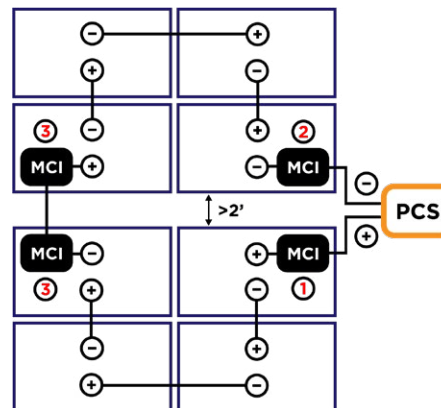 − +
+ −
③ − + ②
MCI + − MCI
−
>2' PCS
+
MCI − + MCI
③ + − ①
− +
+ −